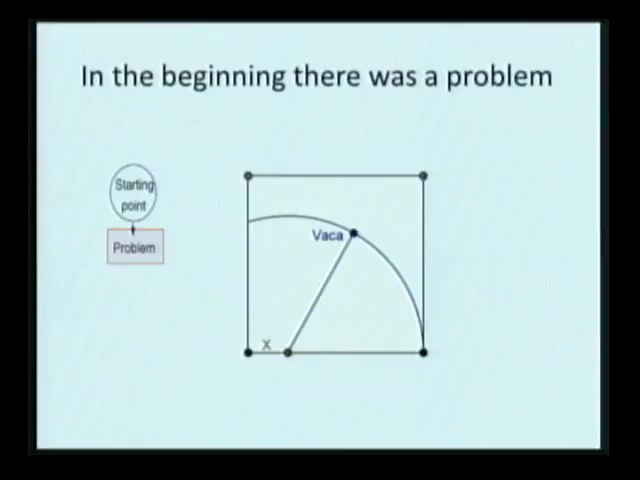 In the beginning there was a problem
Starting
point
Problem
Vaca
X